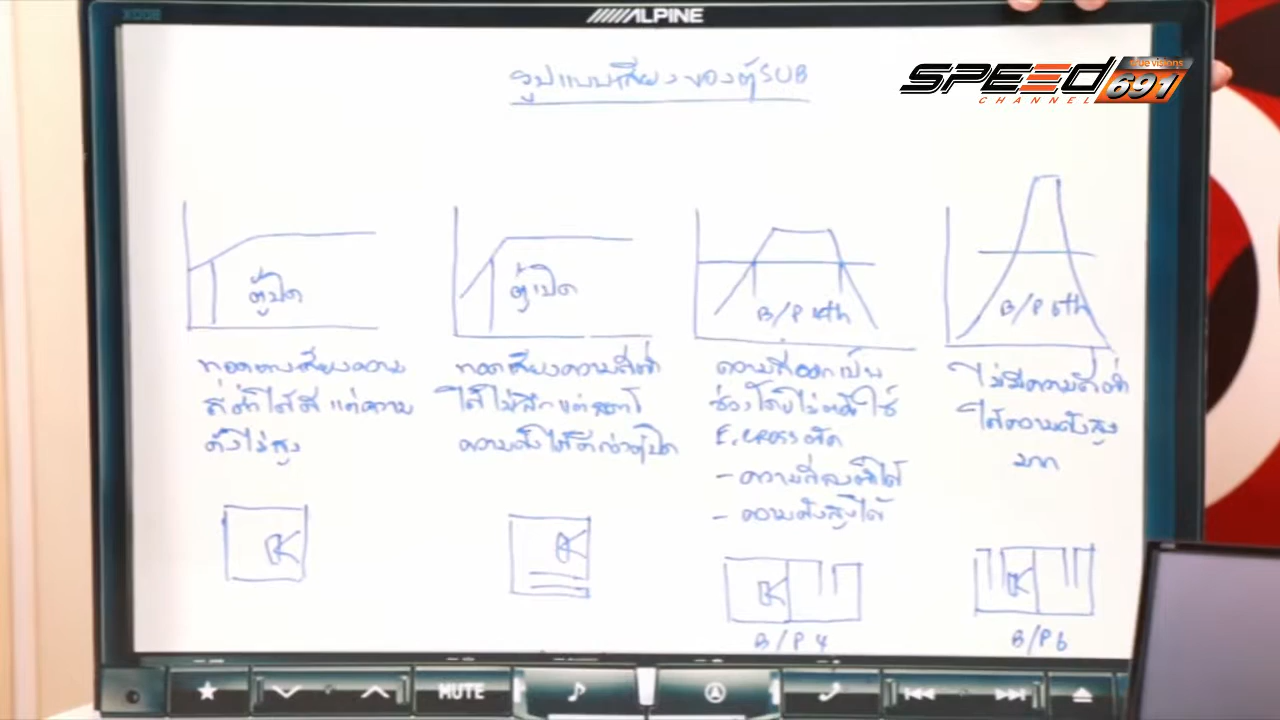 ALPINE
X008
SPEED
CHANNEL
true visions
691
รูปแบบเสียงของตู้SUB
ตู้ปิด
ทอดเสียงความ
ถี่ต่ำได้ดี แต่ความ
ดังไม่สูง
ตู้เปิด
ทอดเสียงความถี่ต่ำ
ได้ไม่ลึก แต่
ความดังได้ดีกว่าตู้ปิด
B/P 4th
ความถี่ออกเป็น
ช่วงโดยไม่ต้องใช้
E.CROSS ตัด
- ความถี่ลงต่ำได้
- ความดังสูงได้
B/P 4
B/P 6th
ไม่มีความถี่ต่ำ
ได้ความดังสูง
มาก
B/P 6
MUTE